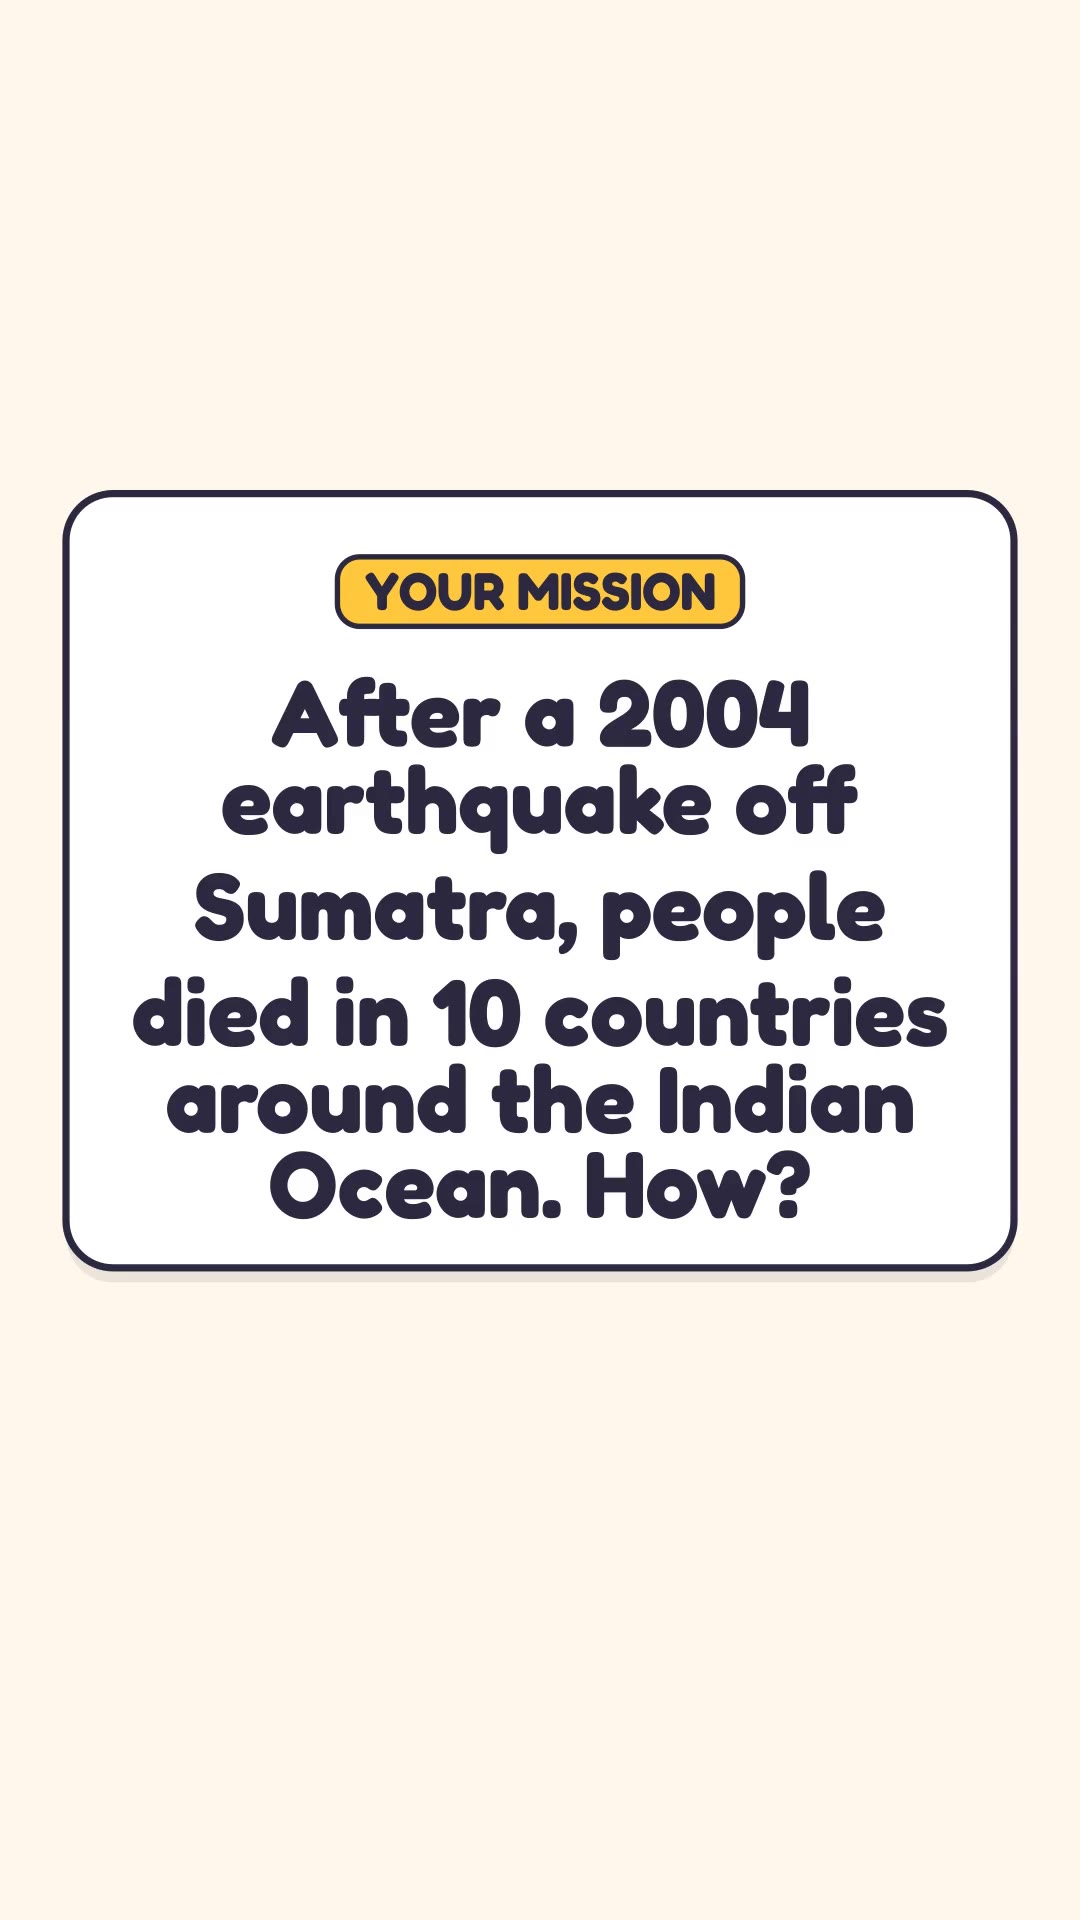 YOUR MISSION
After a 2004
earthquake off
Sumatra, people
died in 10 countries
around the Indian
Ocean. How?